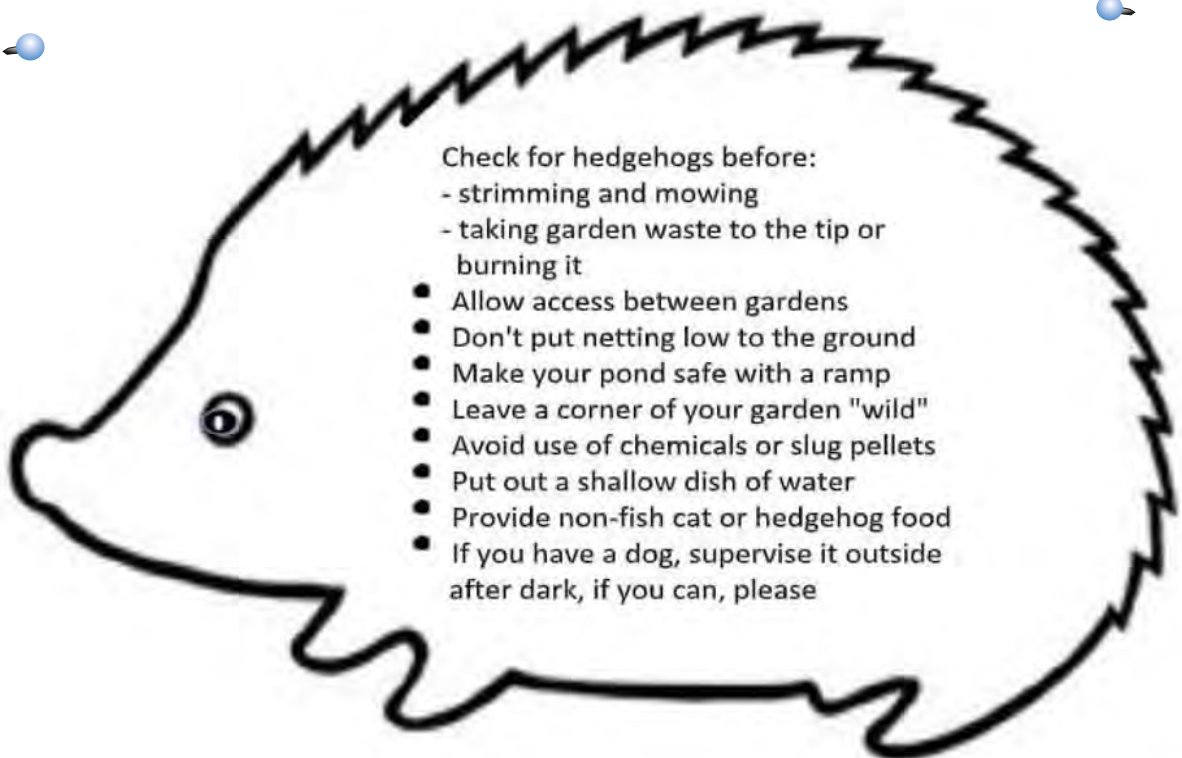 Check for hedgehogs before:
- strimming and mowing
- taking garden waste to the tip or
burning it
• Allow access between gardens
• Don't put netting low to the ground
• Make your pond safe with a ramp
• Leave a corner of your garden "wild"
• Avoid use of chemicals or slug pellets
• Put out a shallow dish of water
• Provide non-fish cat or hedgehog food
• If you have a dog, supervise it outside
after dark, if you can, please